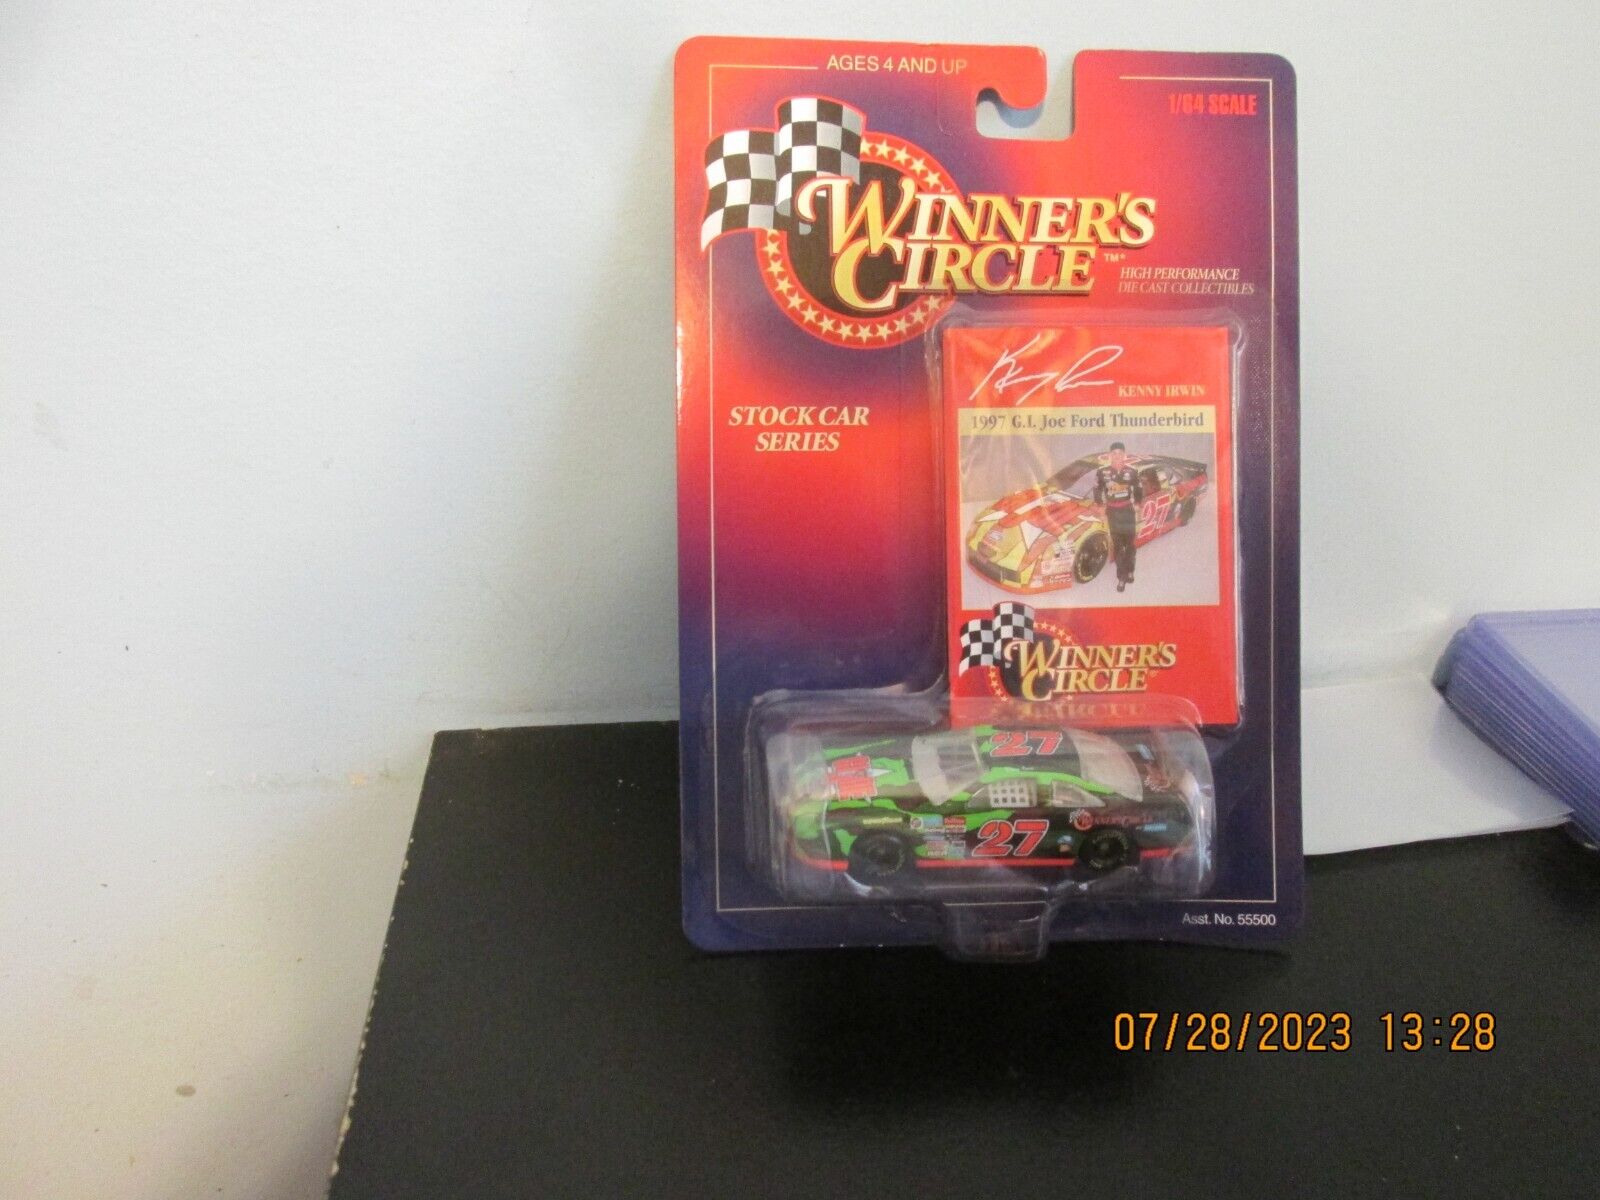 AGES 4 AND UP
1/64 SCALE
WINNER'S
CIRCLE
TM*
HIGH PERFORMANCE
DIE CAST COLLECTIBLES
STOCK CAR
SERIES
KENNY IRWIN
1997 G.I. Joe Ford Thunderbird
27
WINNER'S
CIRCLE
27
27
Asst. No. 55500
07/28/2023 13:28